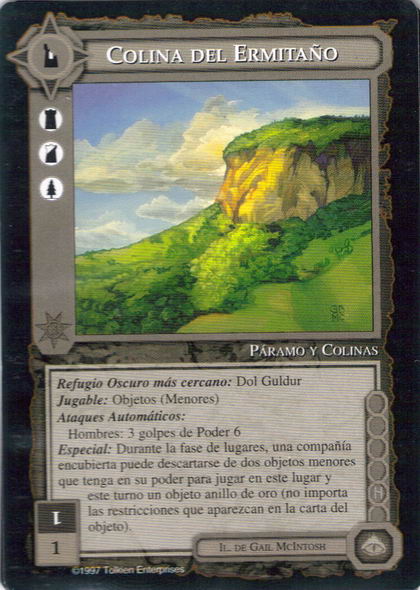 COLINA DEL ERMITAÑO
PÁRAMO Y COLINAS
Refugio Oscuro más cercano: Dol Guldur
Jugable: Objetos (Menores)
Ataques Automáticos:
Hombres: 3 golpes de Poder 6
Especial: Durante la fase de lugares, una compañía
encubierta puede descartarse de dos objetos menores
que tenga en su poder para jugar en este lugar y
este turno un objeto anillo de oro (no importa
las restricciones que aparezcan en la carta del
objeto).
1
1
IL. DE GAIL MCINTOSH
©1997 Tolkien Enterprises